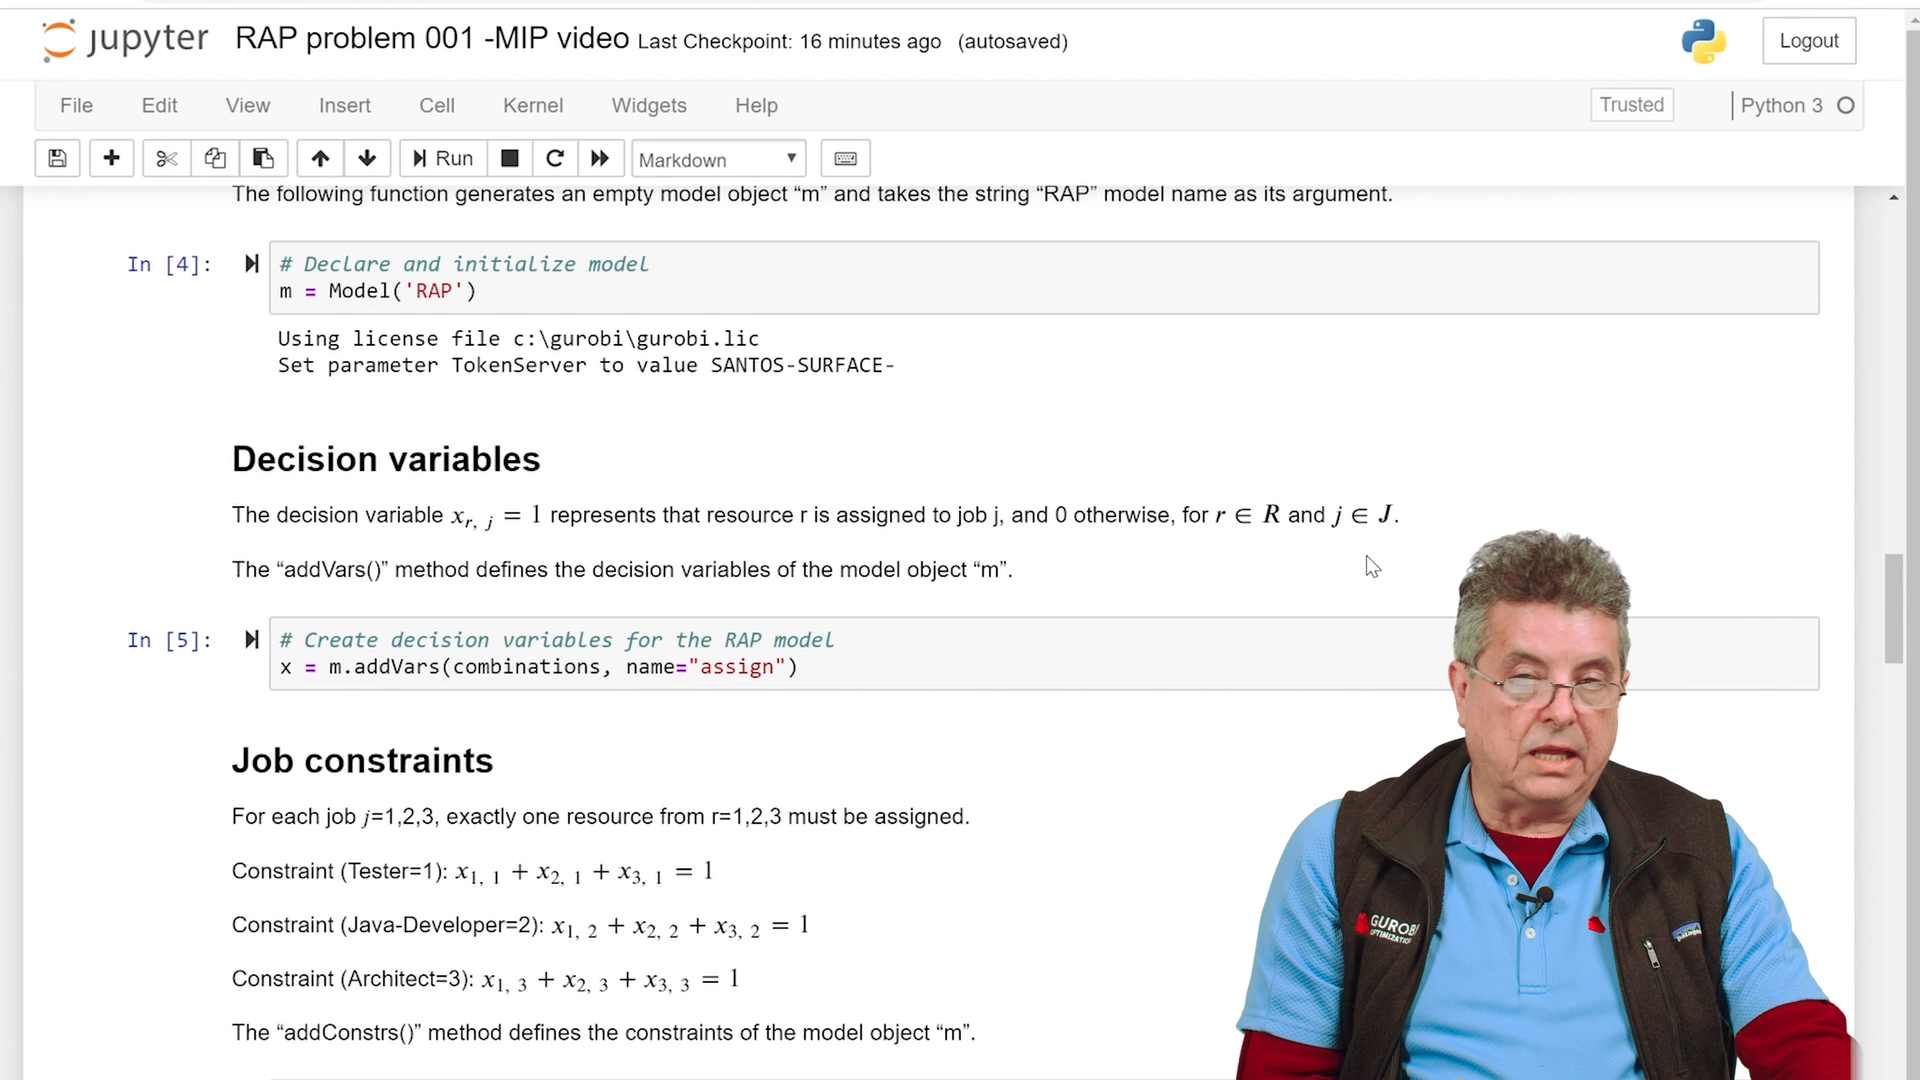 jupyter RAP problem 001 -MIP video Last Checkpoint: 16 minutes ago (autosaved) Logout
File Edit View Insert Cell Kernel Widgets Help Trusted Python 3
Run Markdown
The following function generates an empty model object “m” and takes the string “RAP” model name as its argument.
In [4]: # Declare and initialize model
m = Model('RAP')
Using license file c:\gurobi\gurobi.lic
Set parameter TokenServer to value SANTOS-SURFACE-
Decision variables
The decision variable x_{r, j} = 1 represents that resource r is assigned to job j, and 0 otherwise, for r ∈ R and j ∈ J.
The “addVars()” method defines the decision variables of the model object “m”.
In [5]: # Create decision variables for the RAP model
x = m.addVars(combinations, name="assign")
Job constraints
For each job j=1,2,3, exactly one resource from r=1,2,3 must be assigned.
Constraint (Tester=1): x_{1, 1} + x_{2, 1} + x_{3, 1} = 1
Constraint (Java-Developer=2): x_{1, 2} + x_{2, 2} + x_{3, 2} = 1
Constraint (Architect=3): x_{1, 3} + x_{2, 3} + x_{3, 3} = 1
The “addConstrs()” method defines the constraints of the model object “m”.
GUROBI
OPTIMIZATION